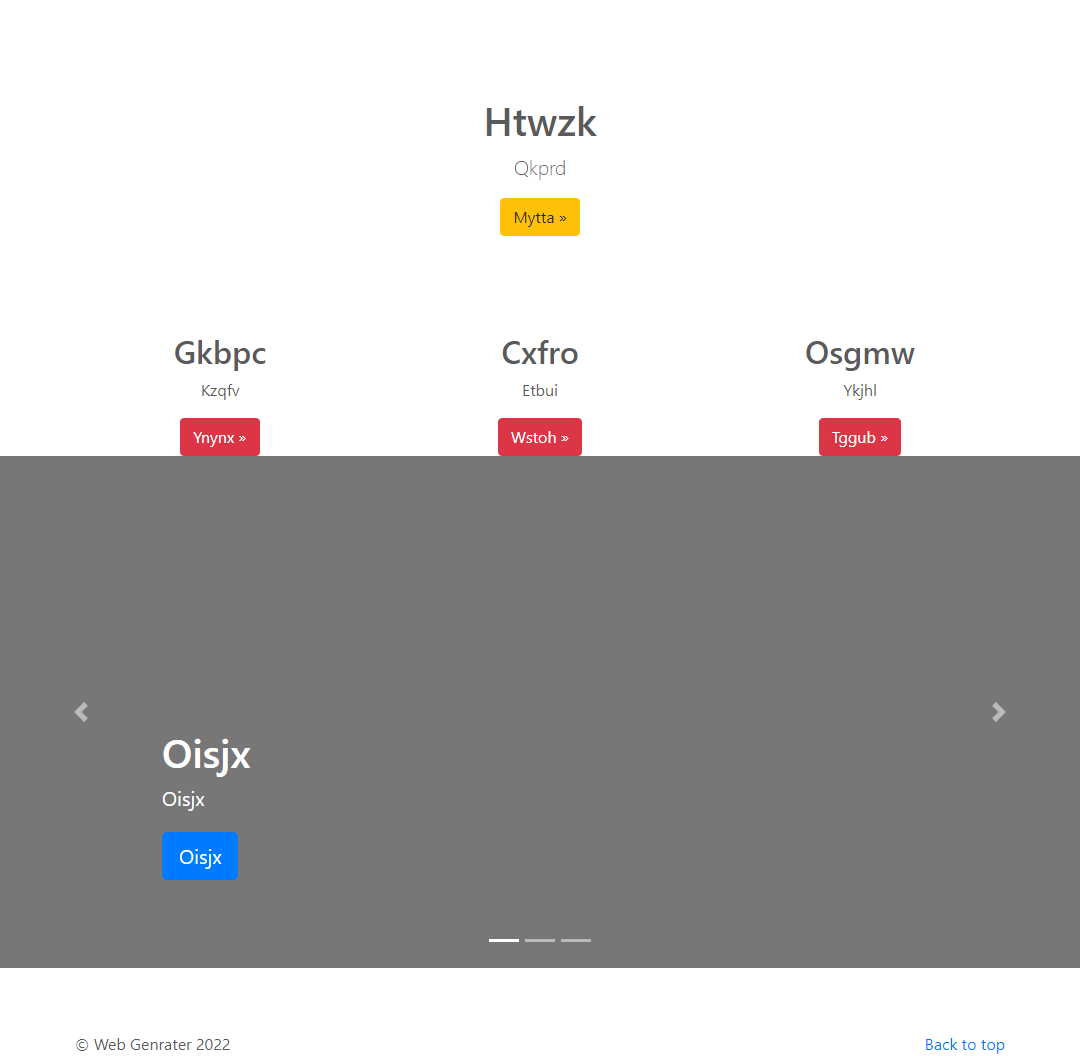 Htwzk
Qkprd
Mytta »
Gkbpc
Cxfro
Osgmw
Kzqfv
Etbui
Ykjhl
Ynynx »
Wstoh »
Tggub »
Oisjx
Oisjx
Oisjx
© Web Genrater 2022
Back to top